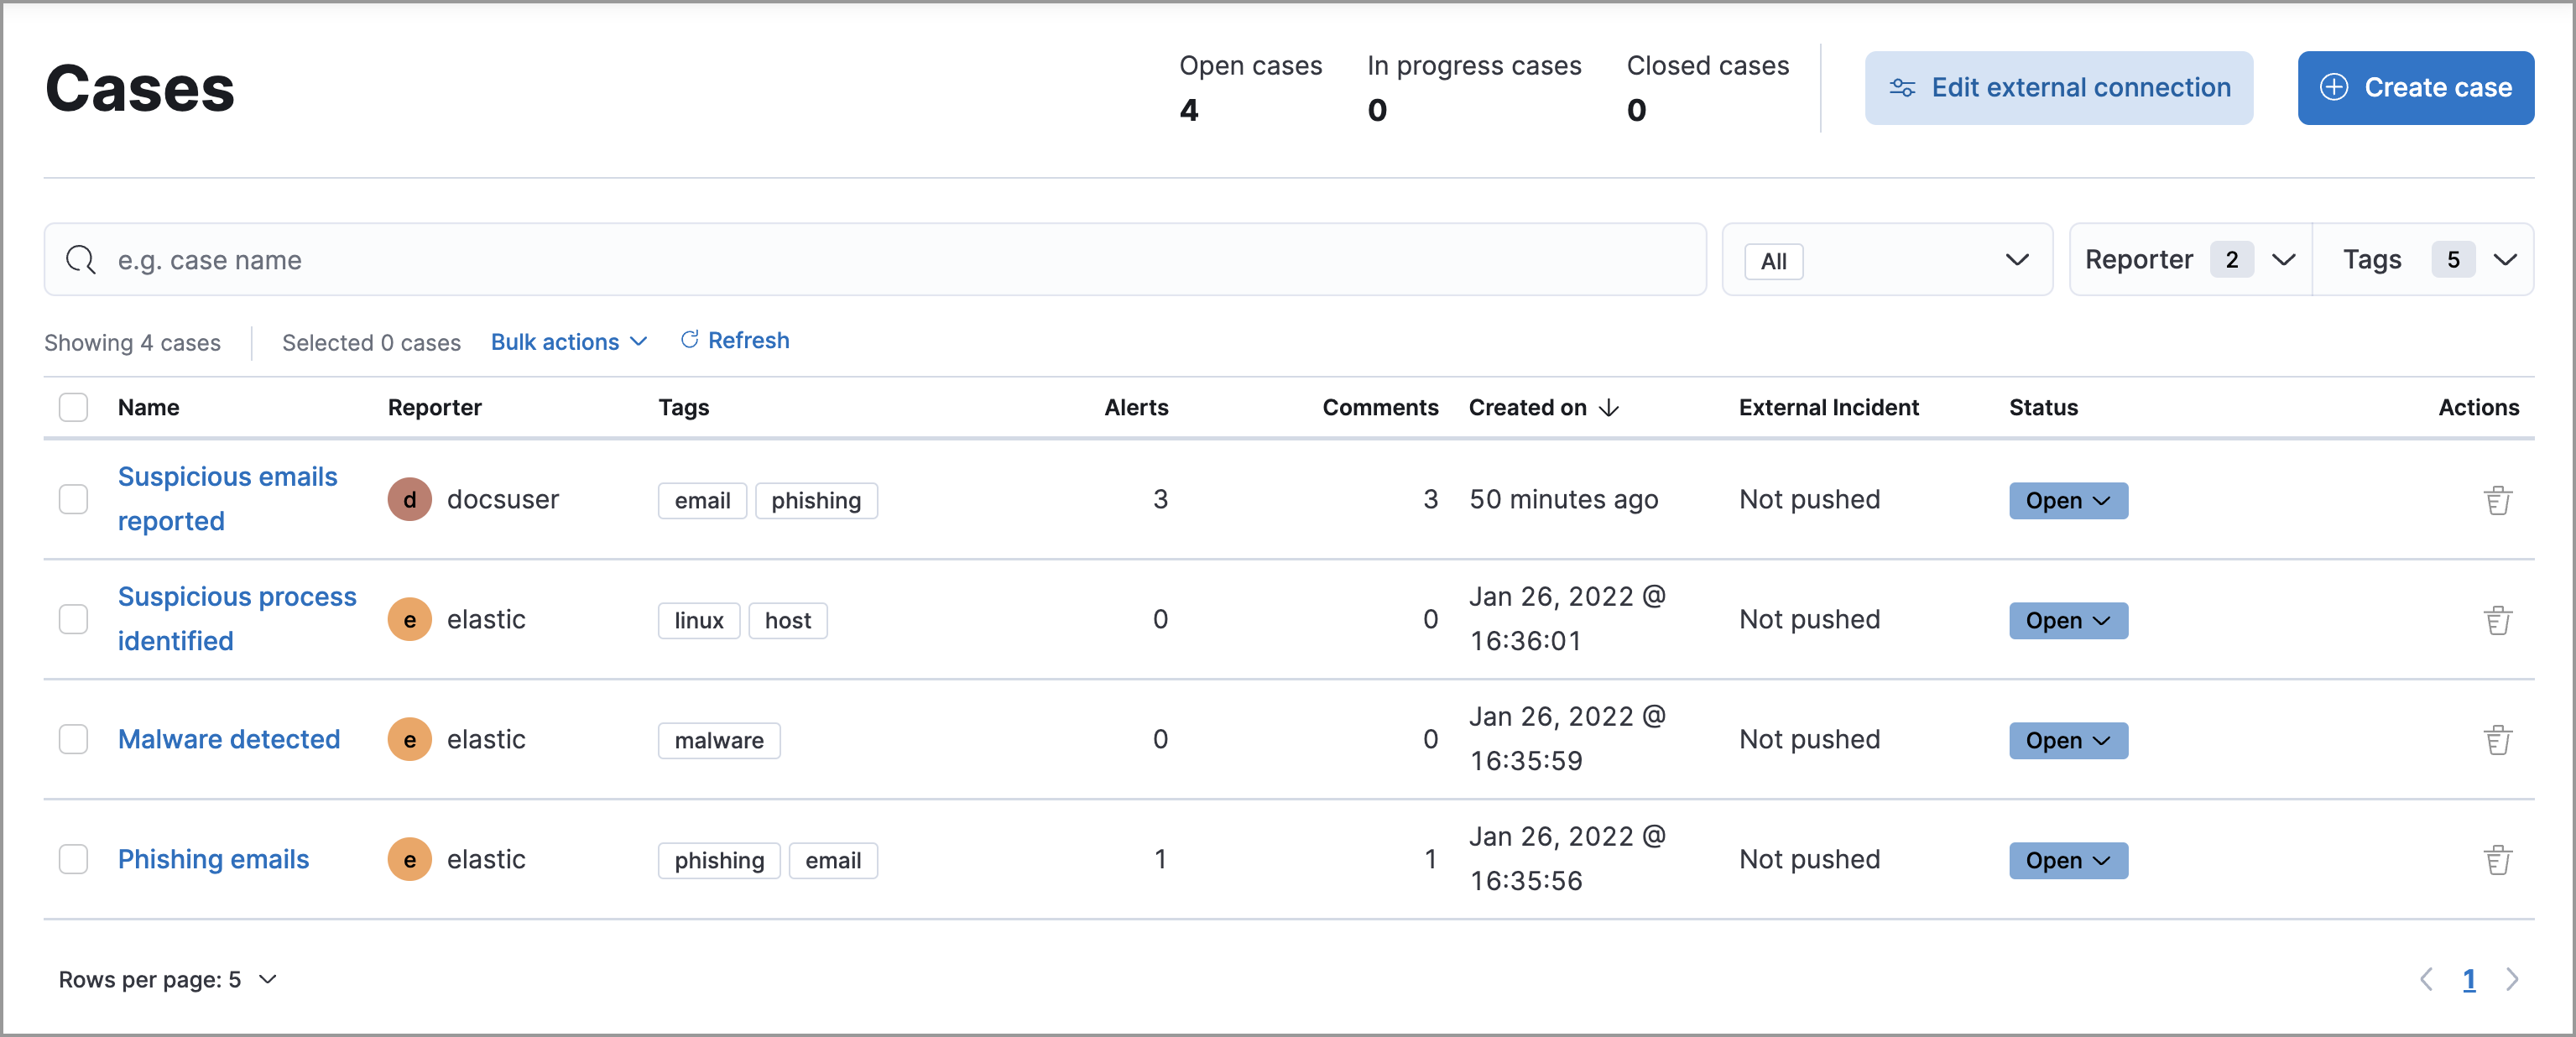 Cases
Open cases
4
In progress cases
0
Closed cases
0
Edit external connection
Create case
e.g. case name
All
Reporter 2
Tags 5
Showing 4 cases
Selected 0 cases
Bulk actions
Refresh
Name Reporter Tags Alerts Comments Created on External Incident Status Actions
Suspicious emails
reported
d docsuser email phishing 3 3 50 minutes ago Not pushed Open
Suspicious process
identified
e elastic linux host 0 0 Jan 26, 2022 @
16:36:01
Not pushed Open
Malware detected e elastic malware 0 0 Jan 26, 2022 @
16:35:59
Not pushed Open
Phishing emails e elastic phishing email 1 1 Jan 26, 2022 @
16:35:56
Not pushed Open
Rows per page: 5
1